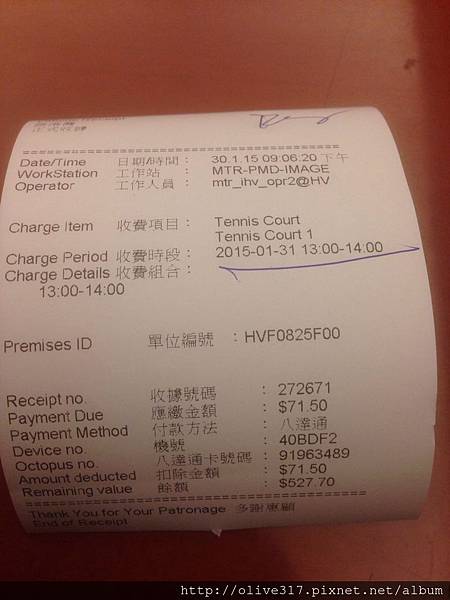 正式收據
==============================
Date/Time 日期/時間： 30.1.15 09:06:20 下午
WorkStation 工作站 ： MTR-PMD-IMAGE
Operator 工作人員： mtr_ihv_opr2@HV
Charge Item 收費項目： Tennis Court
Tennis Court 1
Charge Period 收費時段： 2015-01-31 13:00-14:00
Charge Details 收費組合：
13:00-14:00
Premises ID 單位編號 : HVF0825F00
Receipt no. 收據號碼 : 272671
Payment Due 應繳金額 : $71.50
Payment Method 付款方法 : 八達通
Device no. 機號 : 40BDF2
Octopus no. 八達通卡號碼 : 91963489
Amount deducted 扣除金額 : $71.50
Remaining value 餘額 : $527.70
==============================
Thank You for Your Patronage 多謝惠顧
End of Receipt
http://olive317.pixnet.net/album